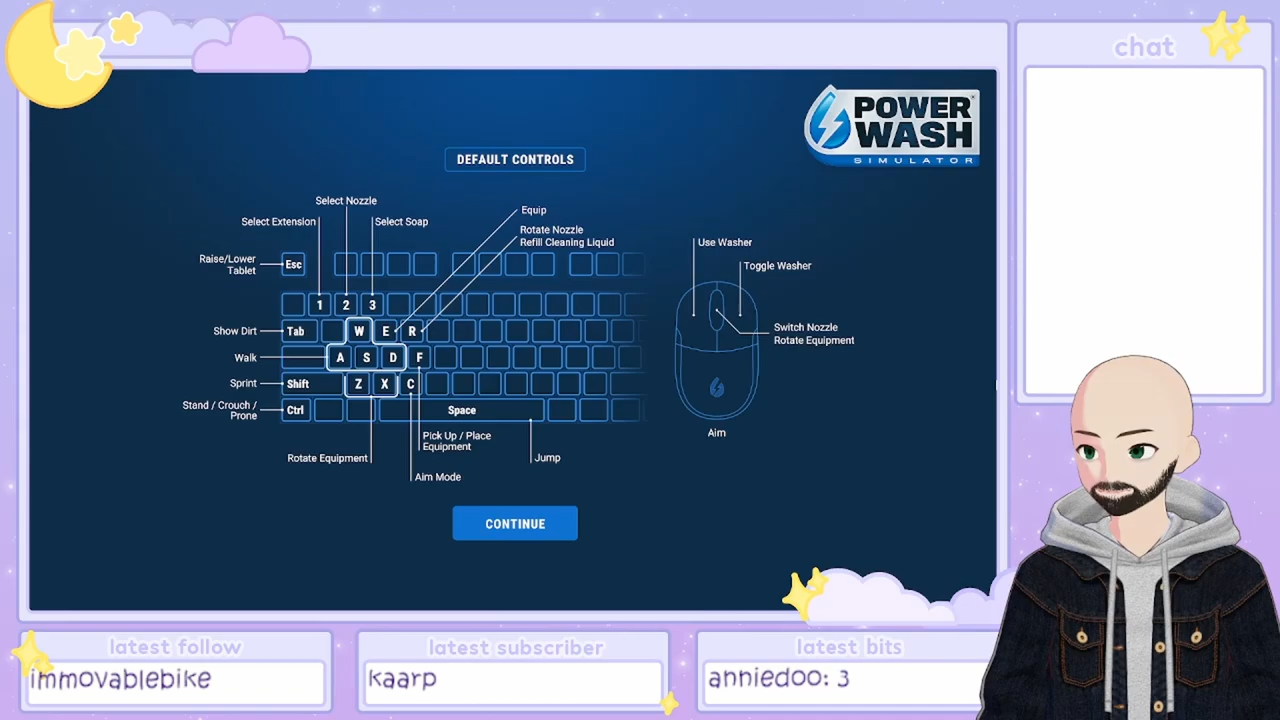 chat
POWER
WASH
SIMULATOR
DEFAULT CONTROLS
Select Nozzle
Select Extension
Select Soap
Equip
Rotate Nozzle
Refill Cleaning Liquid
Raise/Lower
Tablet
Esc
1 2 3
Show Dirt
Tab W E R
Walk
A S D F
Sprint
Shift Z X C
Stand / Crouch /
Prone
Ctrl Space
Rotate Equipment
Pick Up / Place
Equipment
Aim Mode
Jump
Use Washer
Toggle Washer
Switch Nozzle
Rotate Equipment
Aim
CONTINUE
latest follow
immovablebike
latest subscriber
kaarp
latest bits
anniedoo: 3